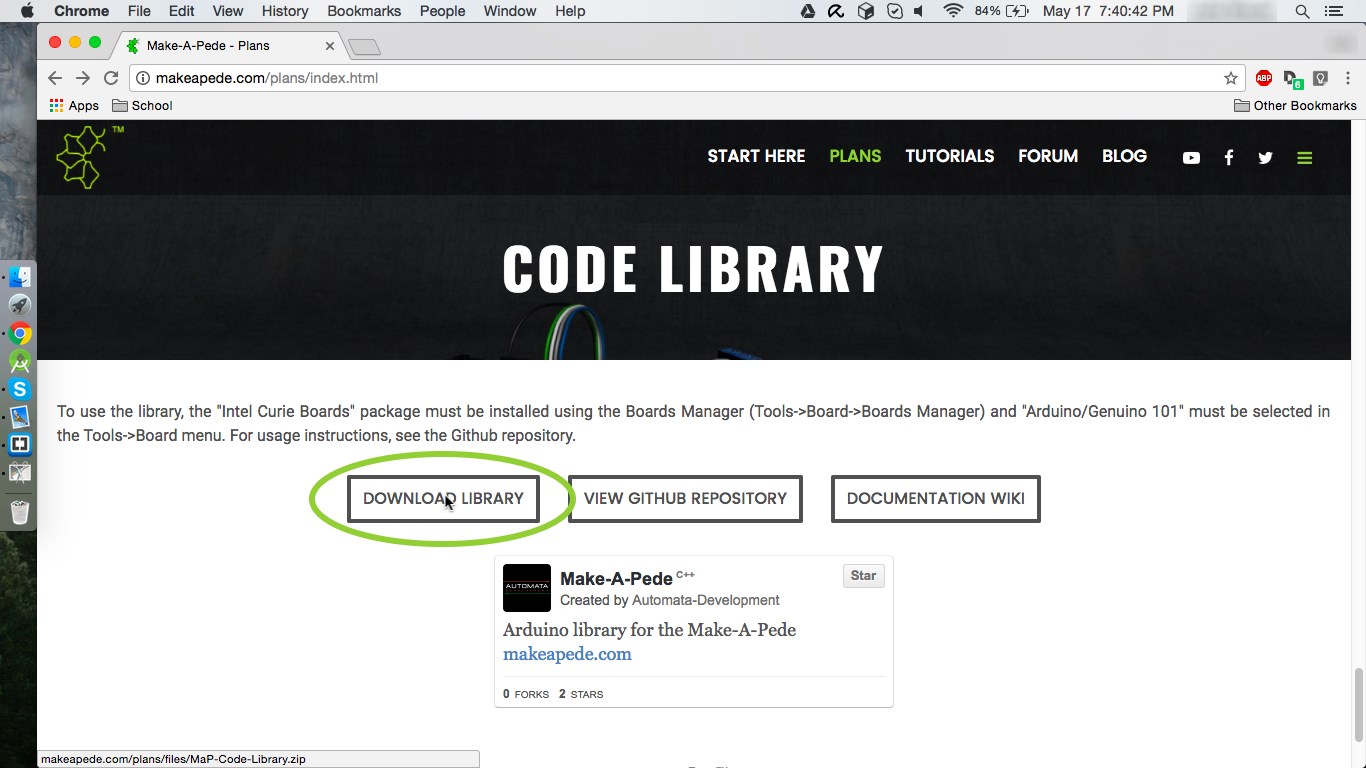 Chrome File Edit View History Bookmarks People Window Help 84% May 17 7:40:42 PM
Make-A-Pede - Plans
makeapede.com/plans/index.html
ABP 6
Apps School Other Bookmarks
TM
START HERE PLANS TUTORIALS FORUM BLOG
CODE LIBRARY
To use the library, the "Intel Curie Boards" package must be installed using the Boards Manager (Tools->Board->Boards Manager) and "Arduino/Genuino 101" must be selected in
the Tools->Board menu. For usage instructions, see the Github repository.
DOWNLOAD LIBRARY VIEW GITHUB REPOSITORY DOCUMENTATION WIKI
AUTOMATA
Make-A-Pede C++
Star
Created by Automata-Development
Arduino library for the Make-A-Pede
makeapede.com
0 FORKS 2 STARS
makeapede.com/plans/files/MaP-Code-Library.zip